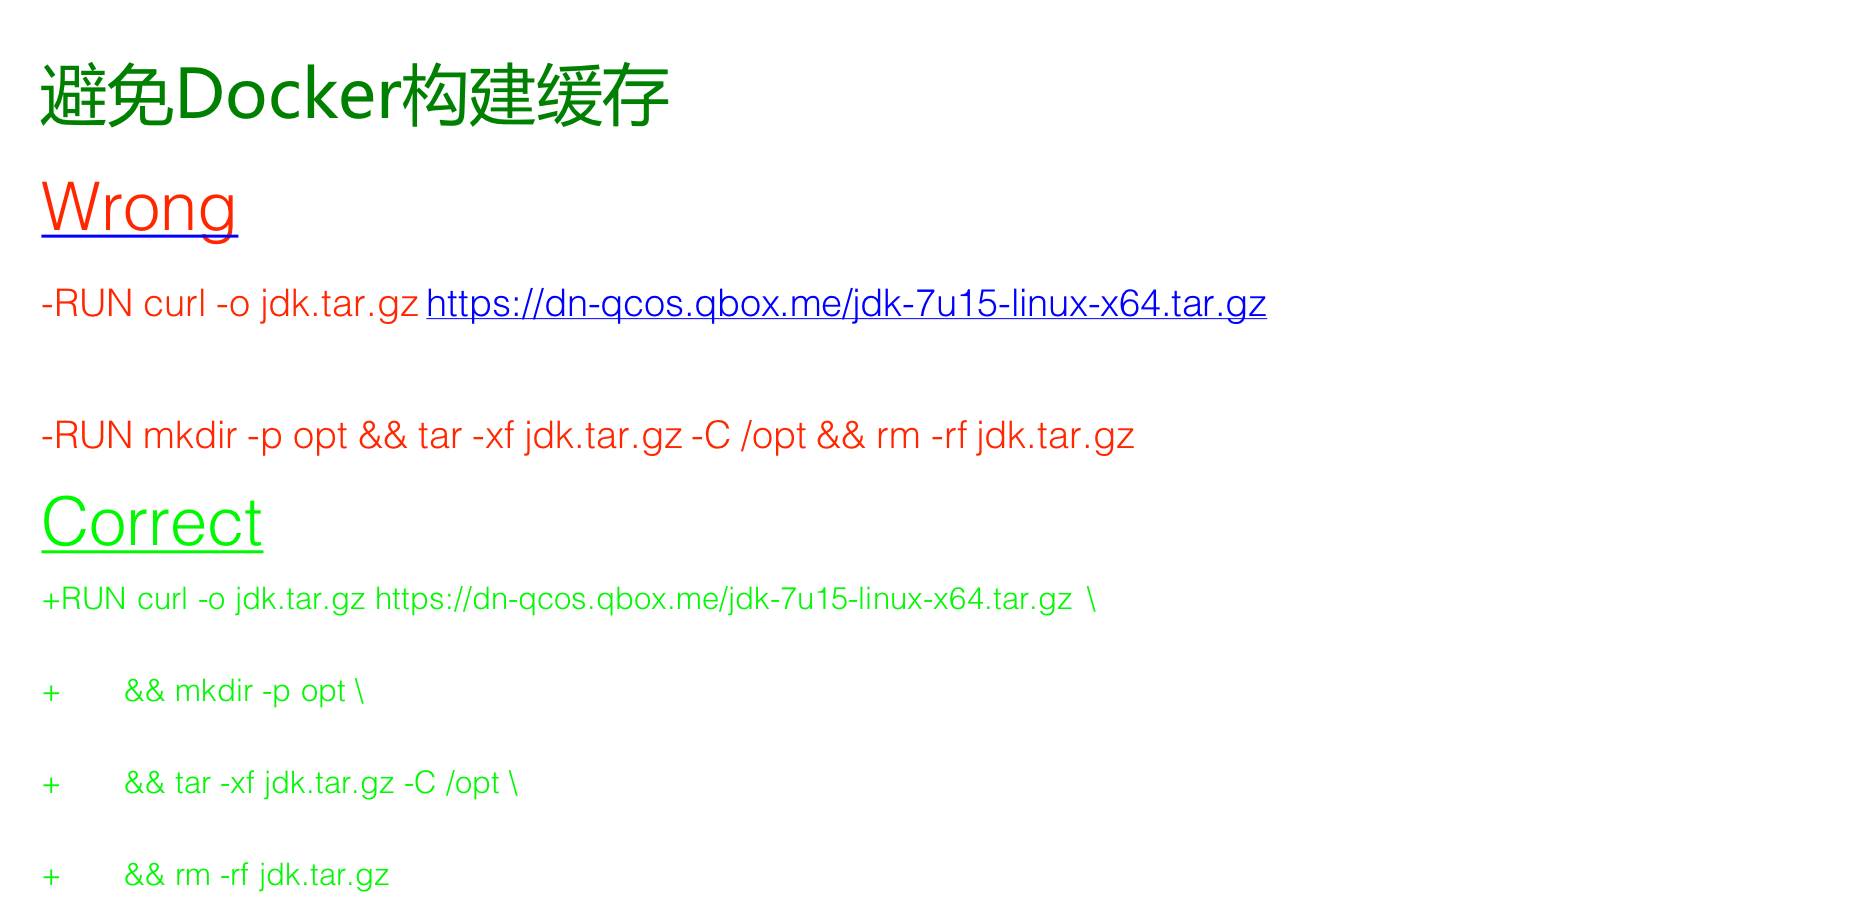 避免Docker构建缓存
Wrong
-RUN curl -o jdk.tar.gz https://dn-qcos.qbox.me/jdk-7u15-linux-x64.tar.gz
-RUN mkdir -p opt && tar -xf jdk.tar.gz -C /opt && rm -rf jdk.tar.gz
Correct
+RUN curl -o jdk.tar.gz https://dn-qcos.qbox.me/jdk-7u15-linux-x64.tar.gz \
+ && mkdir -p opt \
+ && tar -xf jdk.tar.gz -C /opt \
+ && rm -rf jdk.tar.gz